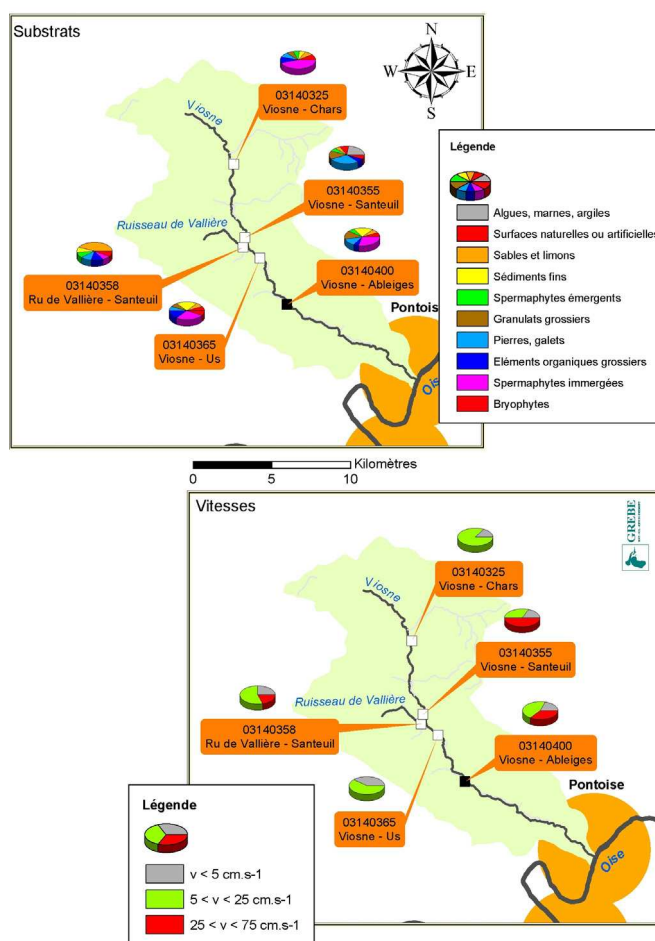 Substrats
N
W E
S
03140325
Viosne - Chars
Viosne
03140355
Viosne - Santeuil
Ruisseau de Vallière
03140358
Ru de Vallière - Santeuil
03140400
Viosne - Ableiges
03140365
Viosne - Us
Pontois
Oise
Légende
Algues, marnes, argiles
Surfaces naturelles ou artificielles
Sables et limons
Sédiments fins
Spermaphytes émergents
Granulats grossiers
Pierres, galets
Eléments organiques grossiers
Spermaphytes immergées
Bryophytes
Kilomètres
0 5 10
Vitesses
GREBE
03140325
Viosne - Chars
Viosne
03140355
Viosne - Santeuil
Ruisseau de Vallière
03140358
Ru de Vallière - Santeuil
03140400
Viosne - Ableiges
03140365
Viosne - Us
Pontoise
Oise
Légende
v < 5 cm.s-1
5 < v < 25 cm.s-1
25 < v < 75 cm.s-1